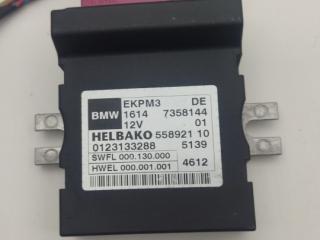 EKPM3 DE
BMW 1614 7358144
12V 01
HELBAKO 558921 10
0123133288 5139
SWFL 000.130.000
HWEL 000.001.001 4612